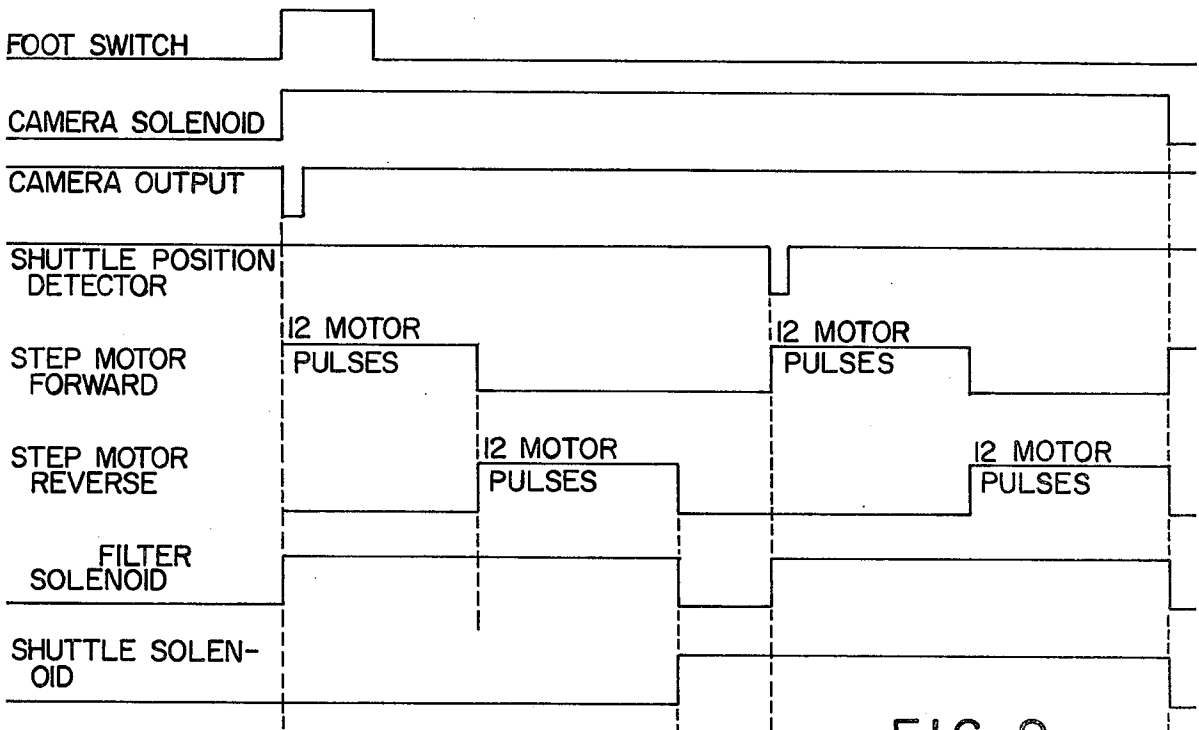 FOOT SWITCH
CAMERA SOLENOID
CAMERA OUTPUT
SHUTTLE POSITION
DETECTOR
12 MOTOR
PULSES
12 MOTOR
PULSES
STEP MOTOR
FORWARD
12 MOTOR
PULSES
12 MOTOR
PULSES
STEP MOTOR
REVERSE
FILTER
SOLENOID
SHUTTLE SOLEN-
OID